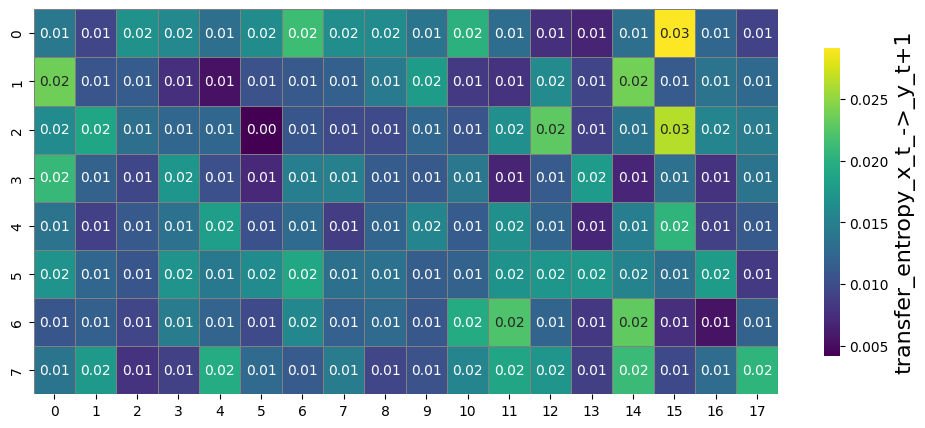 0 0.01 0.01 0.02 0.02 0.01 0.02 0.02 0.02 0.02 0.01 0.02 0.01 0.01 0.01 0.01 0.03 0.01 0.01
1 0.02 0.01 0.01 0.01 0.01 0.01 0.01 0.01 0.01 0.02 0.01 0.01 0.02 0.01 0.02 0.01 0.01 0.01
2 0.02 0.02 0.01 0.01 0.01 0.00 0.01 0.01 0.01 0.01 0.01 0.02 0.02 0.01 0.01 0.03 0.02 0.01
3 0.02 0.01 0.01 0.02 0.01 0.01 0.01 0.02 0.01 0.01 0.01 0.01 0.01 0.02 0.01 0.01 0.01 0.01
4 0.01 0.01 0.01 0.01 0.02 0.01 0.01 0.01 0.01 0.02 0.01 0.02 0.01 0.01 0.01 0.02 0.01 0.01
5 0.02 0.01 0.01 0.02 0.01 0.02 0.02 0.01 0.01 0.01 0.01 0.02 0.02 0.02 0.02 0.01 0.02 0.01
6 0.01 0.01 0.01 0.01 0.01 0.01 0.02 0.01 0.01 0.01 0.02 0.02 0.01 0.01 0.02 0.01 0.01 0.01
7 0.01 0.02 0.01 0.01 0.02 0.01 0.01 0.01 0.01 0.01 0.01 0.02 0.02 0.01 0.02 0.01 0.01 0.02
0 1 2 3 4 5 6 7 8 9 10 11 12 13 14 15 16 17
0.025
0.020
0.015
0.010
0.005
transfer_entropy_x_t_->_y_t+1